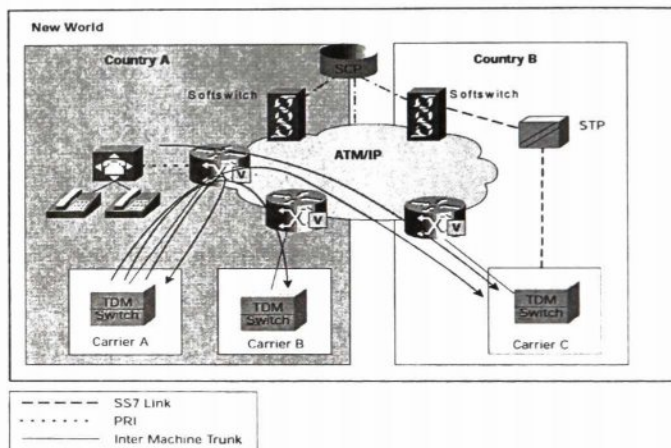 New World
Country A
Country B
SCP
Softswitch
Softswitch
STP
ATM/IP
V
V
V
TDM
Switch
Carrier A
TDM
Switch
Carrier B
TDM
Switch
Carrier C
SS7 Link
PRI
Inter Machine Trunk